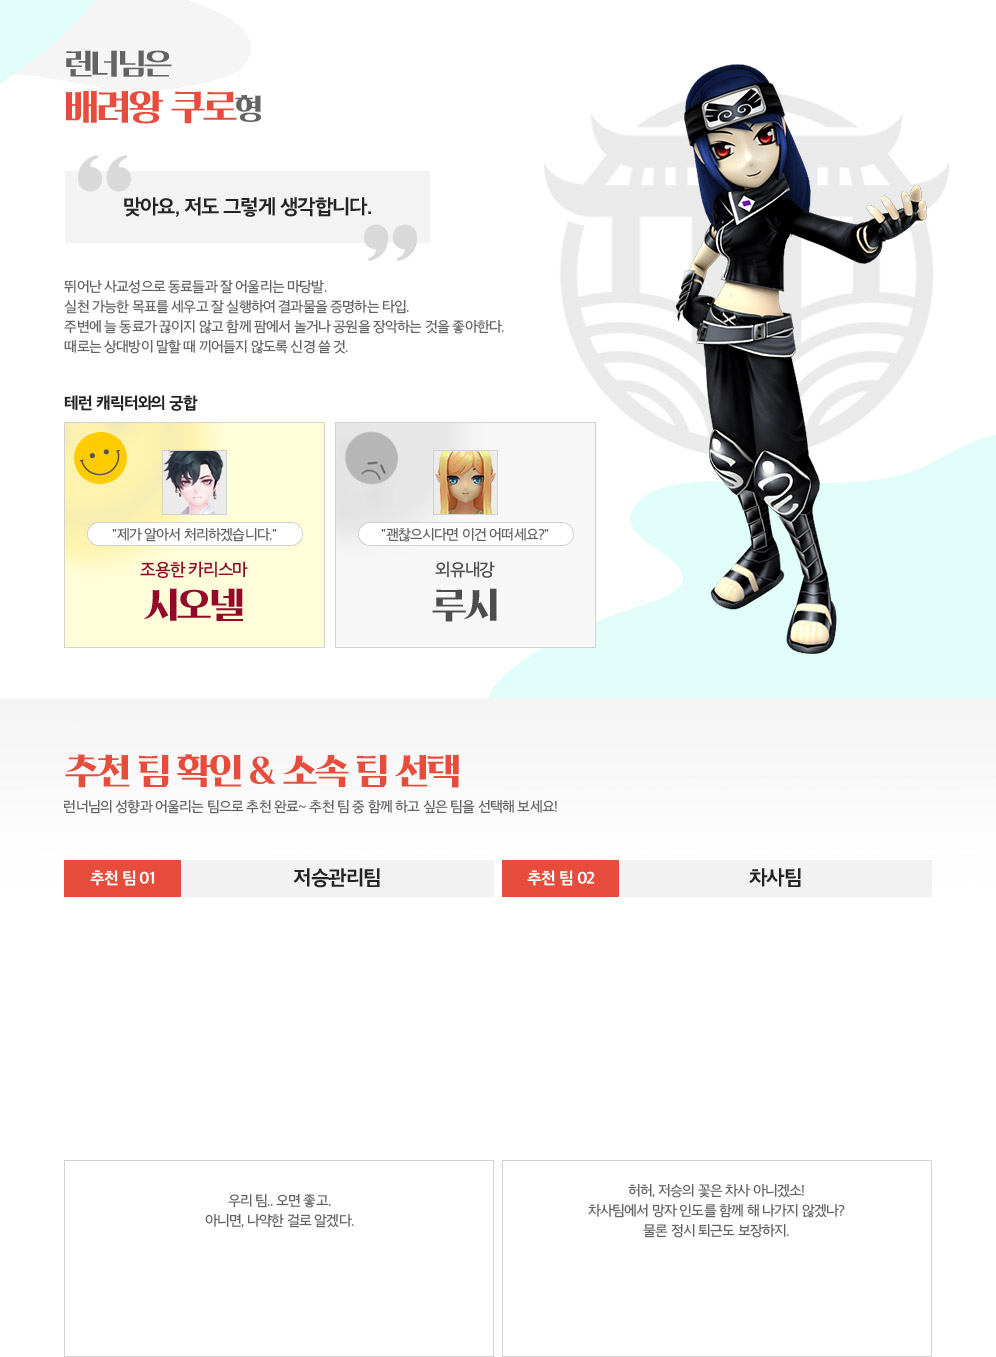 런너님은
배려왕 쿠로형
맞아요, 저도 그렇게 생각합니다.
뛰어난 사교성으로 동료들과 잘 어울리는 마당발.
실천 가능한 목표를 세우고 잘 실행하여 결과물을 증명하는 타입.
주변에 늘 동료가 끊이지 않고 함께 팜에서 놀거나 공원을 장악하는 것을 좋아한다.
때로는 상대방이 말할 때 끼어들지 않도록 신경 쓸 것.
테런 캐릭터와의 궁합
"제가 알아서 처리하겠습니다."
조용한 카리스마
시오넬
"괜찮으시다면 이건 어떠세요?"
외유내강
루시
추천 팀 확인 & 소속 팀 선택
런너님의 성향과 어울리는 팀으로 추천 완료~ 추천 팀 중 함께 하고 싶은 팀을 선택해 보세요!
추천 팀 01
저승관리팀
추천 팀 02
차사팀
우리 팀.. 오면 좋고.
아니면, 나약한 걸로 알겠다.
허허, 저승의 꽃은 차사 아니겠소!
차사팀에서 망자 인도를 함께 해 나가지 않겠나?
물론 정시 퇴근도 보장하지.